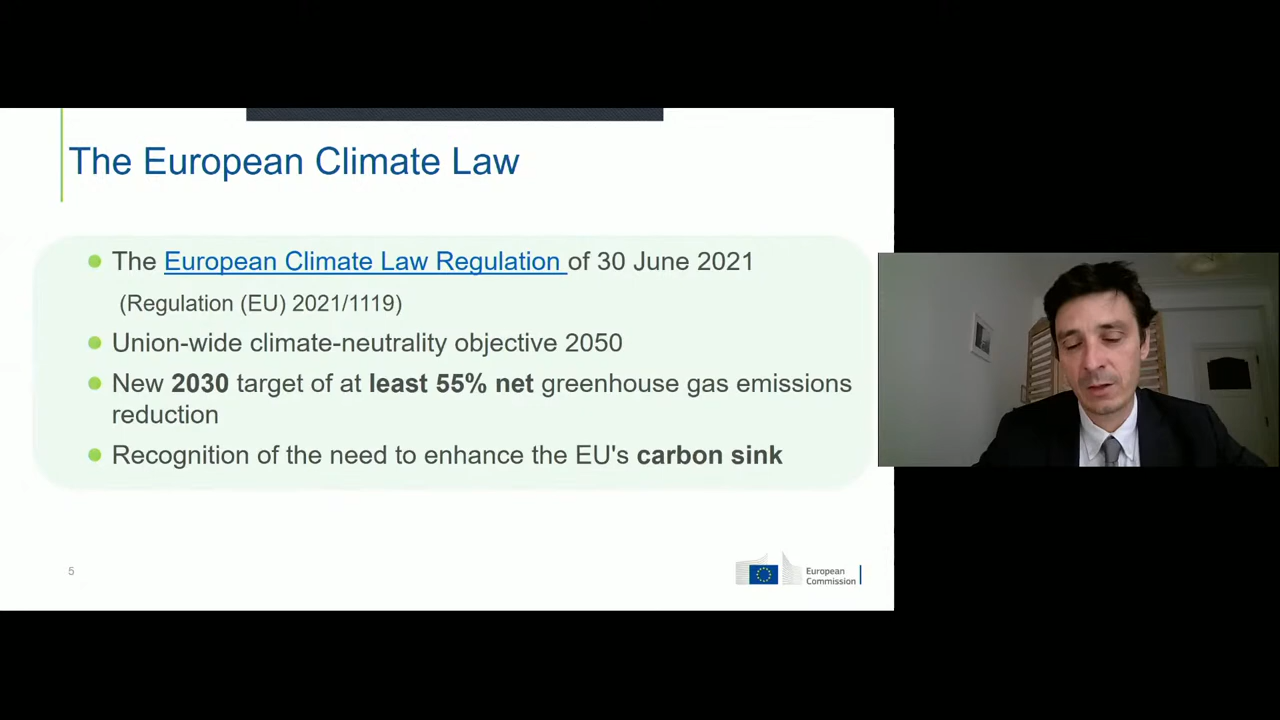 The European Climate Law
The European Climate Law Regulation of 30 June 2021
(Regulation (EU) 2021/1119)
Union-wide climate-neutrality objective 2050
New 2030 target of at least 55% net greenhouse gas emissions
reduction
Recognition of the need to enhance the EU's carbon sink
5
European
Commission